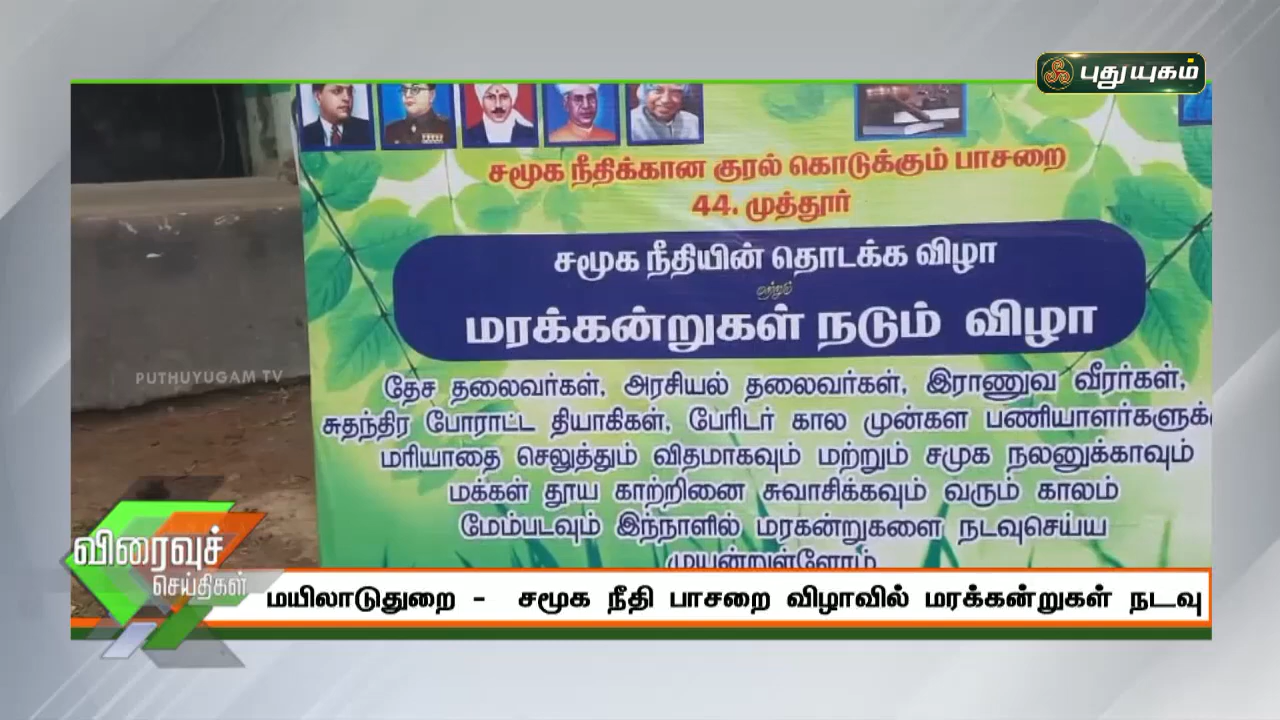 புதுயுகம்
சமூக நீதிக்கான குரல் கொடுக்கும் பாசறை
44. முத்தூர்
சமூக நீதியின் தொடக்க விழா
மற்றும்
மரக்கன்றுகள் நடும் விழா
தேச தலைவர்கள், அரசியல் தலைவர்கள், இராணுவ வீரர்கள்,
சுதந்திர போராட்ட தியாகிகள், பேரிடர் கால முன்கள பணியாளர்களுக்
மரியாதை செலுத்தும் விதமாகவும் மற்றும் சமுக நலனுக்காவும்
மக்கள் தூய காற்றினை சுவாசிக்கவும் வரும் காலம்
மேம்படவும் இந்நாளில் மரகன்றுகளை நடவுசெய்ய
முயன்றுள்ளோம்
PUTHUYUGAM TV
விரைவுச்
செய்திகள்
மயிலாடுதுறை - சமூக நீதி பாசறை விழாவில் மரக்கன்றுகள் நடவு